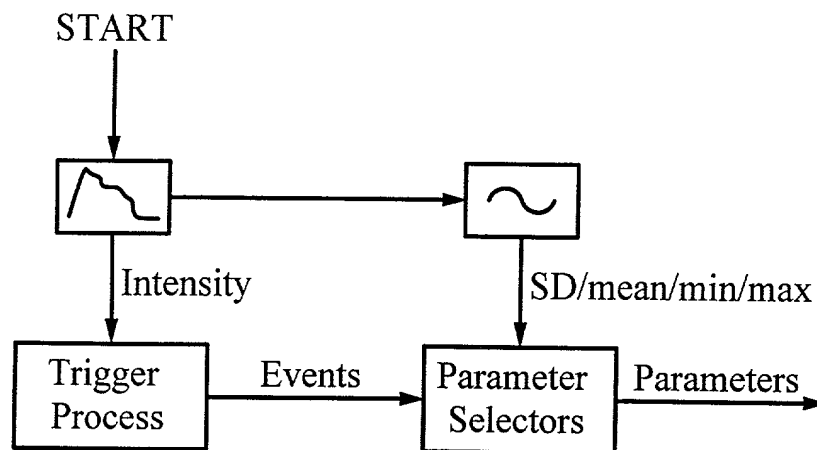 START
Intensity
SD/mean/min/max
Trigger
Process
Events
Parameter
Selectors
Parameters